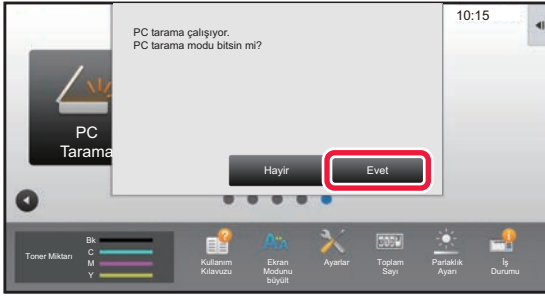 10:15
PC tarama çalışıyor.
PC tarama modu bitsin mi?
PC
Tarama
Hayir
Evet
Toner Miktarı
Bk
C
M
Y
Kullanım
Kılavuzu
Ekran
Modunu
büyült
Ayarlar
Toplam
Sayı
Parlaklık
Ayarı
İş
Durumu